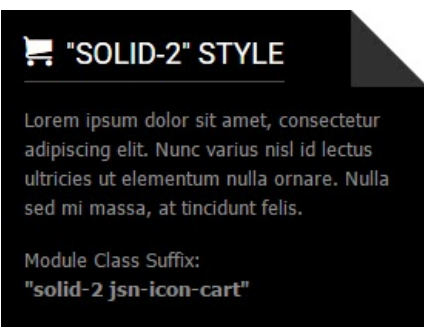 "SOLID-2" STYLE
Lorem ipsum dolor sit amet, consectetur
adipiscing elit. Nunc varius nisl id lectus
ultricies ut elementum nulla ornare. Nulla
sed mi massa, at tincidunt felis.
Module Class Suffix:
"solid-2 jsn-icon-cart"